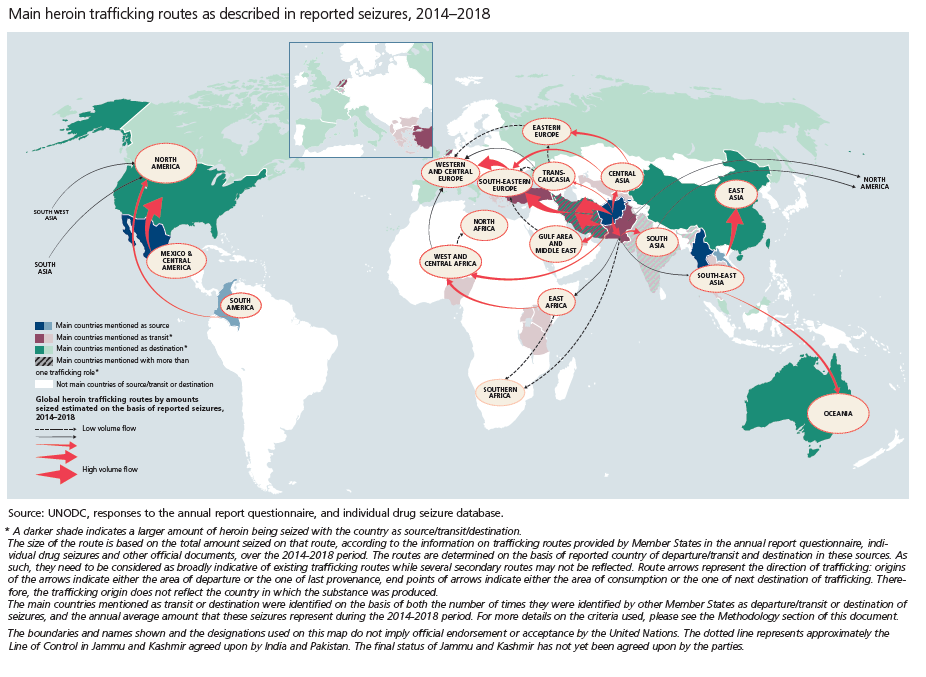 Main heroin trafficking routes as described in reported seizures, 2014–2018
EASTERN
EUROPE
NORTH
AMERICA
WESTERN
AND CENTRAL
EUROPE
TRANS-
CAUCASIA
CENTRAL
ASIA
SOUTH-EASTERN
EUROPE
NORTH
AMERICA
EAST
ASIA
SOUTH WEST
ASIA
NORTH
AFRICA
GULF AREA
AND
MIDDLE EAST
SOUTH
ASIA
SOUTH
ASIA
MEXICO &
CENTRAL
AMERICA
WEST AND
CENTRAL AFRICA
SOUTH-EAST
ASIA
SOUTH
AMERICA
EAST
AFRICA
SOUTHERN
AFRICA
OCEANIA
Main countries mentioned as source
Main countries mentioned as transit*
Main countries mentioned as destination*
Main countries mentioned with more than
one trafficking role*
Not main countries of source/transit or destination
Global heroin trafficking routes by amounts
seized estimated on the basis of reported seizures,
2014–2018
Low volume flow
High volume flow
Source: UNODC, responses to the annual report questionnaire, and individual drug seizure database.
* A darker shade indicates a larger amount of heroin being seized with the country as source/transit/destination.
The size of the route is based on the total amount seized on that route, according to the information on trafficking routes provided by Member States in the annual report questionnaire, indi-
vidual drug seizures and other official documents, over the 2014-2018 period. The routes are determined on the basis of reported country of departure/transit and destination in these sources. As
such, they need to be considered as broadly indicative of existing trafficking routes while several secondary routes may not be reflected. Route arrows represent the direction of trafficking: origins
of the arrows indicate either the area of departure or the one of last provenance, end points of arrows indicate either the area of consumption or the one of next destination of trafficking. There-
fore, the trafficking origin does not reflect the country in which the substance was produced.
The main countries mentioned as transit or destination were identified on the basis of both the number of times they were identified by other Member States as departure/transit or destination of
seizures, and the annual average amount that these seizures represent during the 2014-2018 period. For more details on the criteria used, please see the Methodology section of this document.
The boundaries and names shown and the designations used on this map do not imply official endorsement or acceptance by the United Nations. The dotted line represents approximately the
Line of Control in Jammu and Kashmir agreed upon by India and Pakistan. The final status of Jammu and Kashmir has not yet been agreed upon by the parties.